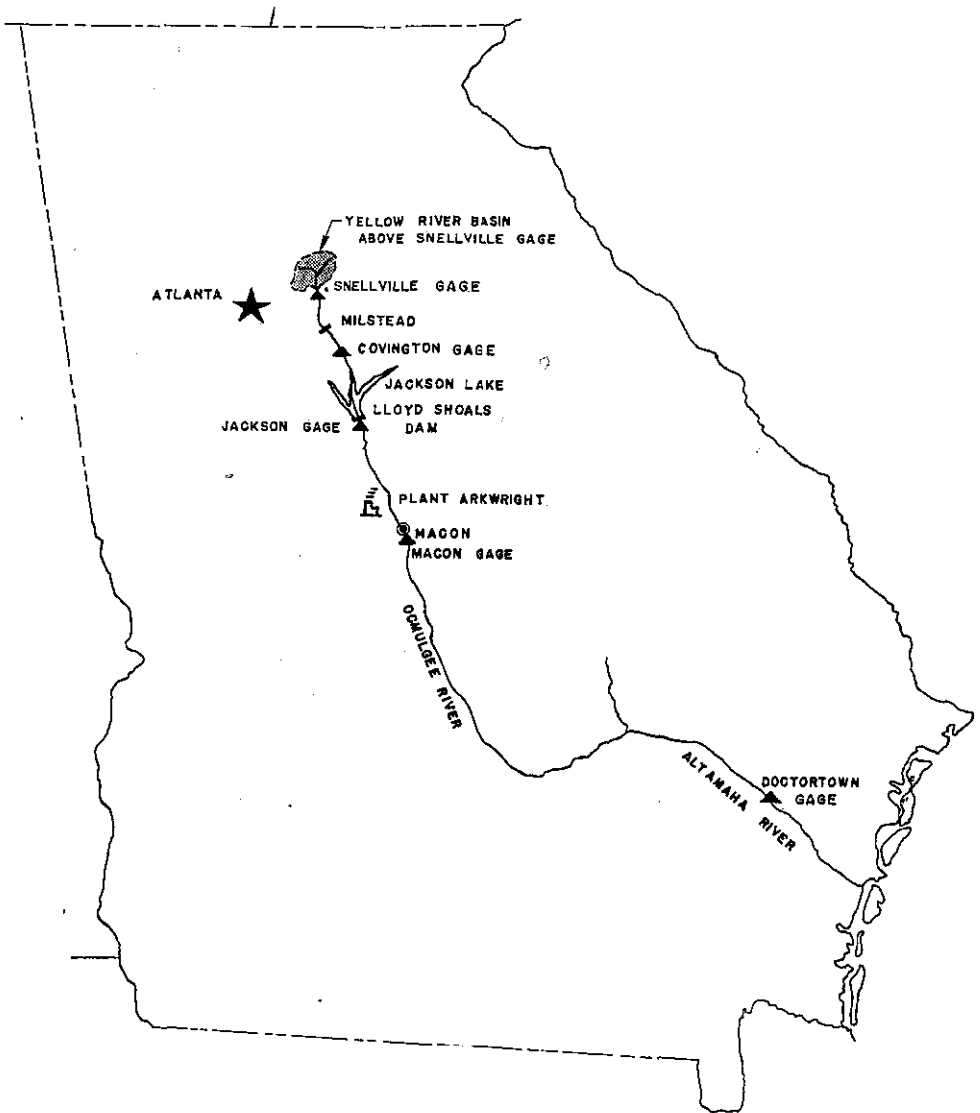 YELLOW RIVER BASIN
ABOVE SNELLVILLE GAGE
ATLANTA
SNELLVILLE GAGE
MILSTEAD
COVINGTON GAGE
JACKSON LAKE
LLOYD SHOALS
DAM
JACKSON GAGE
PLANT ARKWRIGHT
MACON
MACON GAGE
OCMULGEE RIVER
ALTAMAHA RIVER
DOCTORTOWN
GAGE